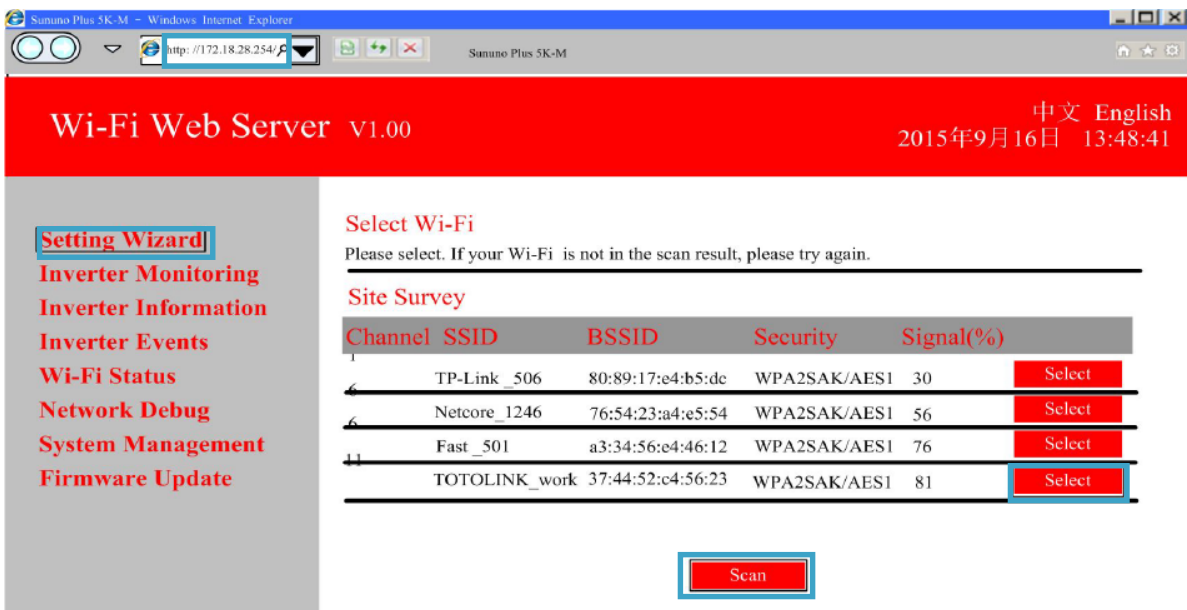 Sununo Plus 5K-M - Windows Internet Explorer
http: //172.18.28.254/
Sununo Plus 5K-M
Wi-Fi Web Server V1.00
中文 English
2015年9月16日 13:48:41
Setting Wizard
Inverter Monitoring
Inverter Information
Inverter Events
Wi-Fi Status
Network Debug
System Management
Firmware Update
Select Wi-Fi
Please select. If your Wi-Fi is not in the scan result, please try again.
Site Survey
Channel SSID BSSID Security Signal(%)
1 TP-Link _506 80:89:17:e4:b5:dc WPA2SAK/AES1 30 Select
6 Netcore_1246 76:54:23:a4:e5:54 WPA2SAK/AES1 56 Select
6 Fast _501 a3:34:56:e4:46:12 WPA2SAK/AES1 76 Select
11 TOTOLINK_work 37:44:52:c4:56:23 WPA2SAK/AES1 81 Select
Scan